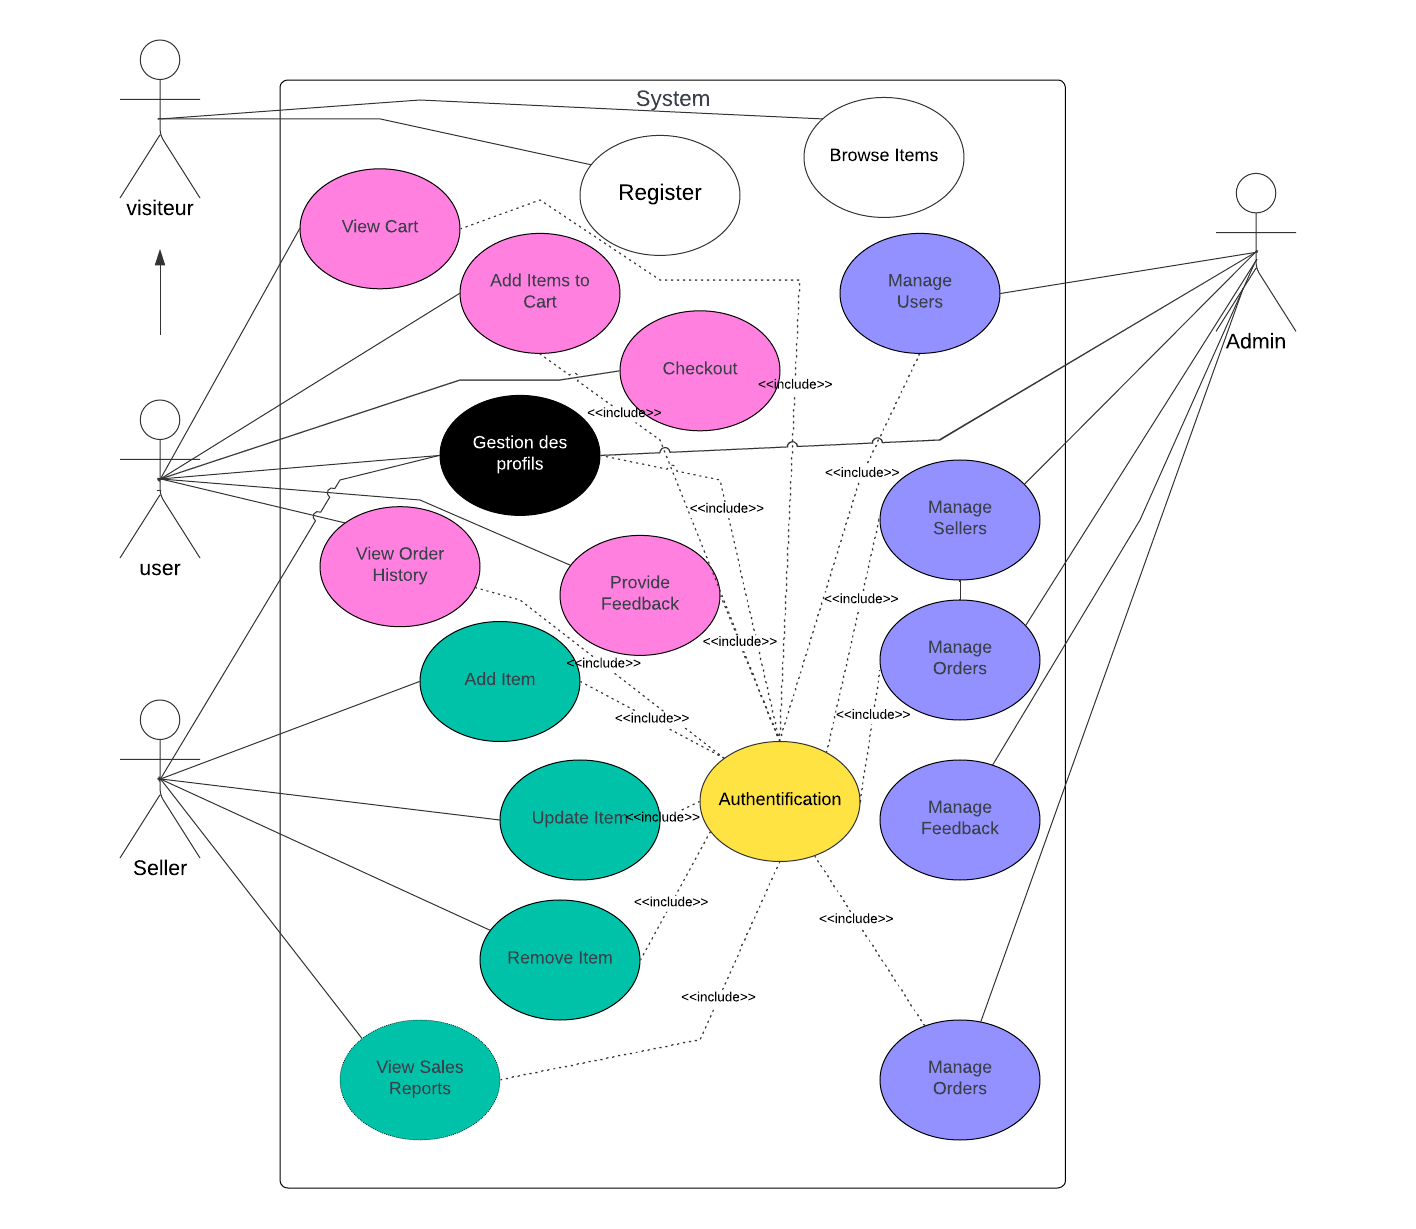 System
Browse Items
Register
visiteur
View Cart
Add Items to
Cart
Manage
Users
Admin
Checkout
<<include>>
<<include>>
Gestion des
profils
<<include>>
<<include>>
Manage
Sellers
user
View Order
History
Provide
Feedback
<<include>>
<<include>>
<<include>>
Manage
Orders
Add Item
<<include>>
<<include>>
Authentification
Update Item
<<include>>
Manage
Feedback
Seller
<<include>>
<<include>>
Remove Item
<<include>>
View Sales
Reports
Manage
Orders